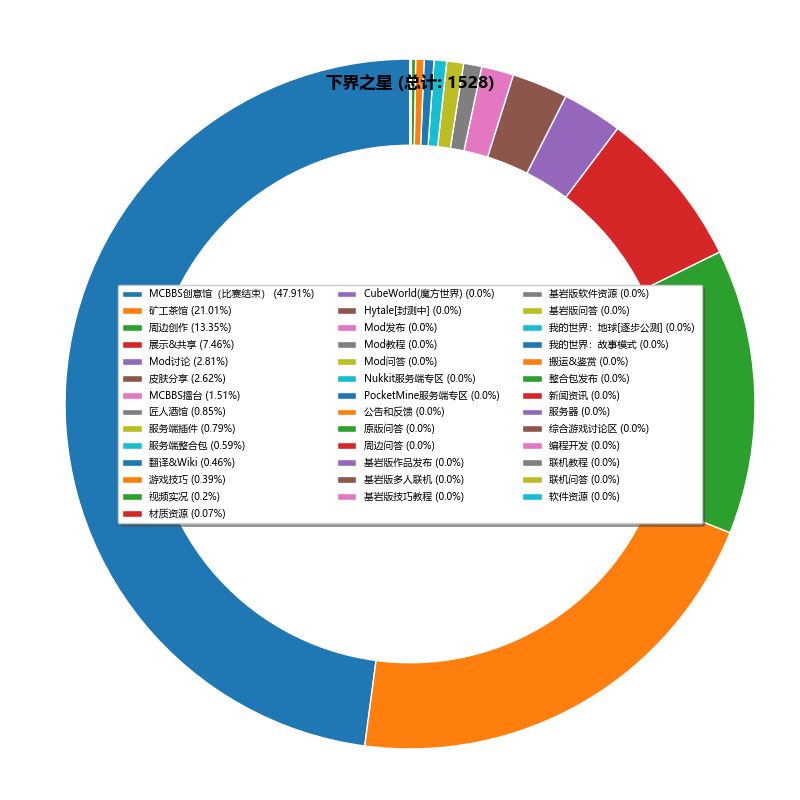 下界之星 (总计: 1528)
MCBBS创意馆（比赛结束） (47.91%)
矿工茶馆 (21.01%)
周边创作 (13.35%)
展示&共享 (7.46%)
Mod讨论 (2.81%)
皮肤分享 (2.62%)
MCBBS擂台 (1.51%)
匠人酒馆 (0.85%)
服务端插件 (0.79%)
服务端整合包 (0.59%)
翻译&Wiki (0.46%)
游戏技巧 (0.39%)
视频实况 (0.2%)
材质资源 (0.07%)
CubeWorld(魔方世界) (0.0%)
Hytale[封测中] (0.0%)
Mod发布 (0.0%)
Mod教程 (0.0%)
Mod问答 (0.0%)
Nukkit服务端专区 (0.0%)
PocketMine服务端专区 (0.0%)
公告和反馈 (0.0%)
原版问答 (0.0%)
周边问答 (0.0%)
基岩版作品发布 (0.0%)
基岩版多人联机 (0.0%)
基岩版技巧教程 (0.0%)
基岩版软件资源 (0.0%)
基岩版问答 (0.0%)
我的世界：地球[逐步公测] (0.0%)
我的世界：故事模式 (0.0%)
搬运&鉴赏 (0.0%)
整合包发布 (0.0%)
新闻资讯 (0.0%)
服务器 (0.0%)
综合游戏讨论区 (0.0%)
编程开发 (0.0%)
联机教程 (0.0%)
联机问答 (0.0%)
软件资源 (0.0%)